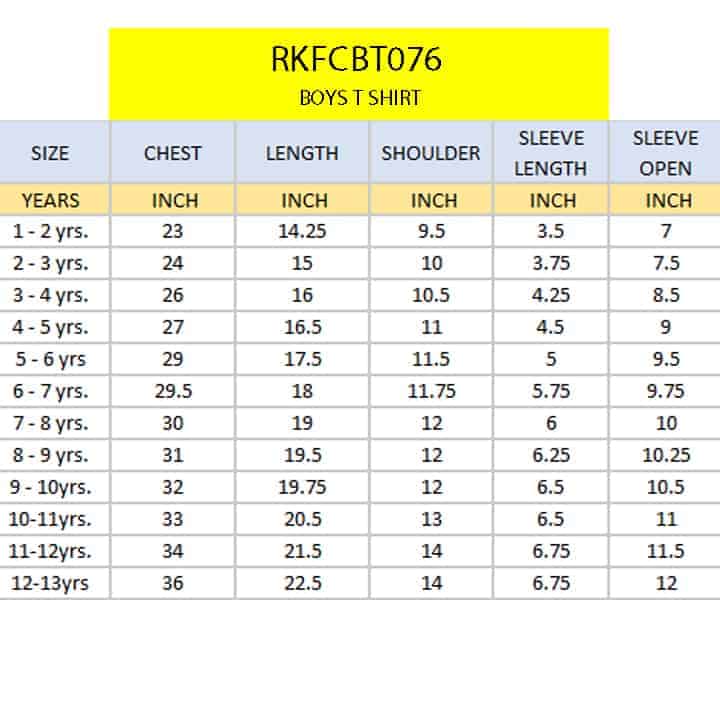 RKFCBT076
BOYS T SHIRT
SIZE CHEST LENGTH SHOULDER SLEEVE LENGTH SLEEVE OPEN
YEARS INCH INCH INCH INCH INCH
1 - 2 yrs. 23 14.25 9.5 3.5 7
2 - 3 yrs. 24 15 10 3.75 7.5
3 - 4 yrs. 26 16 10.5 4.25 8.5
4 - 5 yrs. 27 16.5 11 4.5 9
5 - 6 yrs 29 17.5 11.5 5 9.5
6 - 7 yrs. 29.5 18 11.75 5.75 9.75
7 - 8 yrs. 30 19 12 6 10
8 - 9 yrs. 31 19.5 12 6.25 10.25
9 - 10yrs. 32 19.75 12 6.5 10.5
10-11yrs. 33 20.5 13 6.5 11
11-12yrs. 34 21.5 14 6.75 11.5
12-13yrs 36 22.5 14 6.75 12